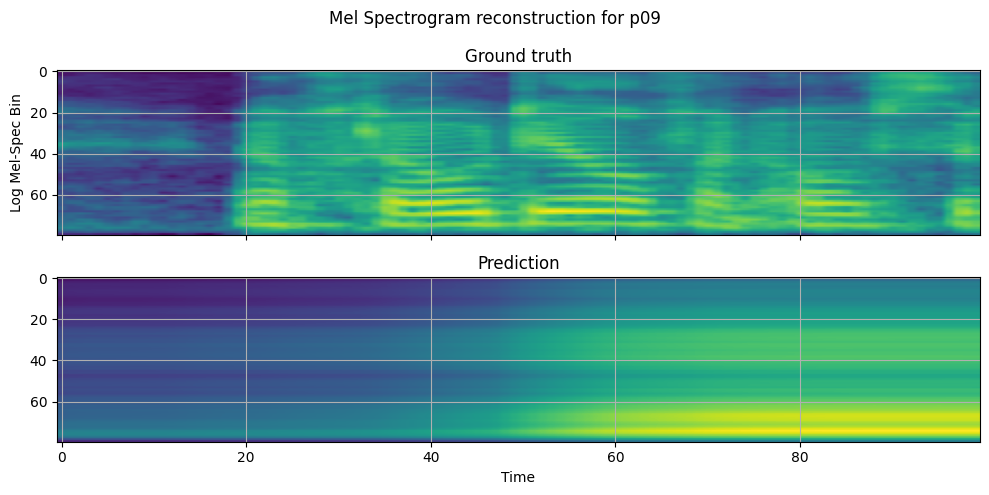 Mel Spectrogram reconstruction for p09
Ground truth
0
20
40
60
Log Mel-Spec Bin
Prediction
0
20
40
60
0 20 40 60 80
Time